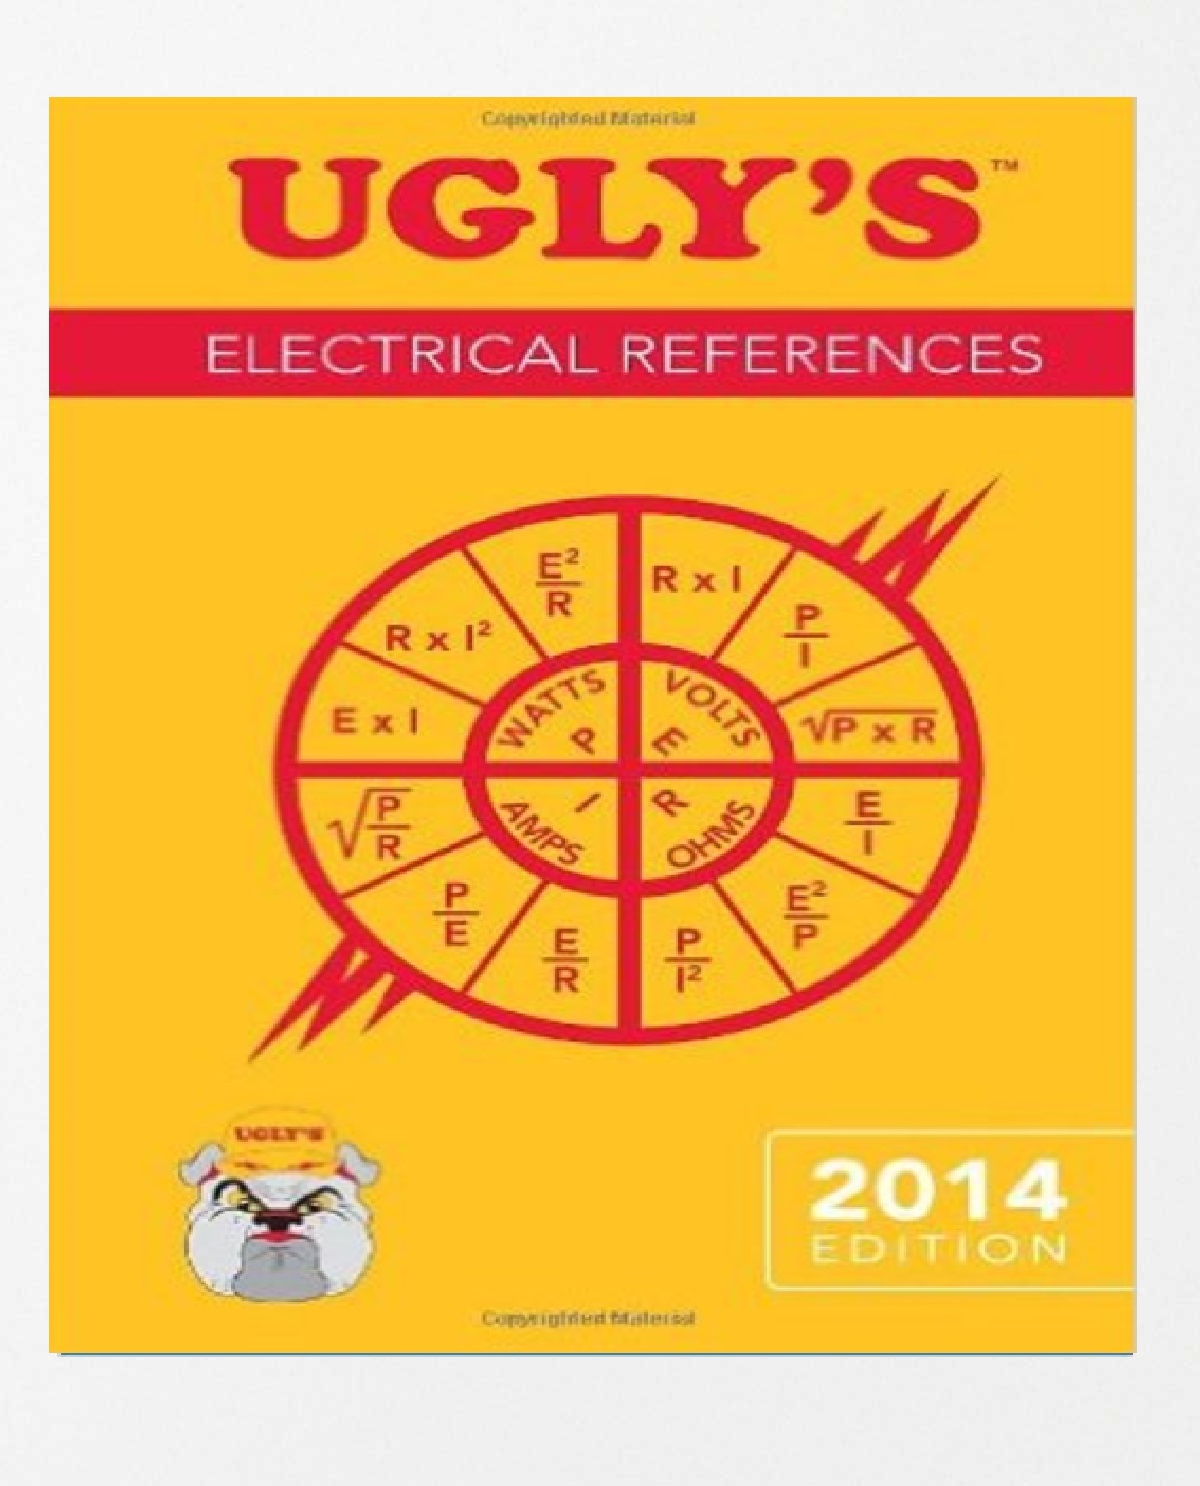 Copyrighted Material
UGLY'S™
ELECTRICAL REFERENCES
E²/R
R x I
R x I²
P/I
E x I
√P x R
WATTS
VOLTS
P
E
I
R
AMPS
OHMS
√P/R
E/I
P/E
E²/P
E/R
P/I²
UGLY'S
2014
EDITION
Copyrighted Material